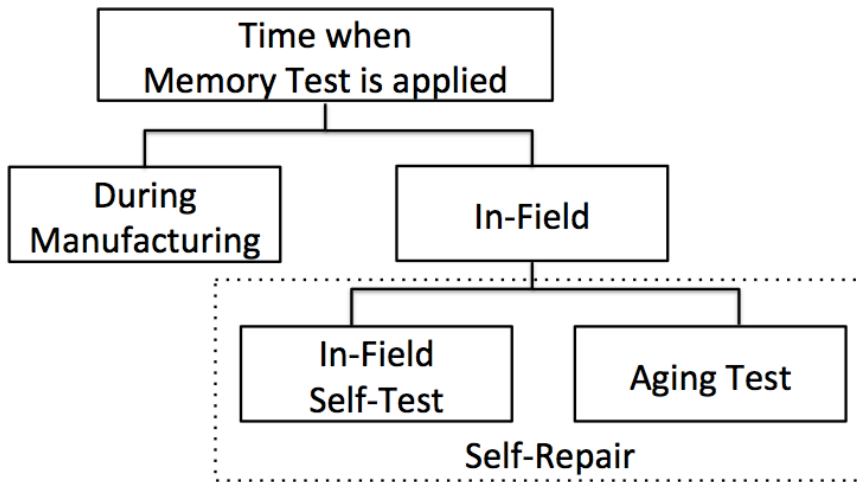 Time when
Memory Test is applied
During
Manufacturing
In-Field
In-Field
Self-Test
Aging Test
Self-Repair